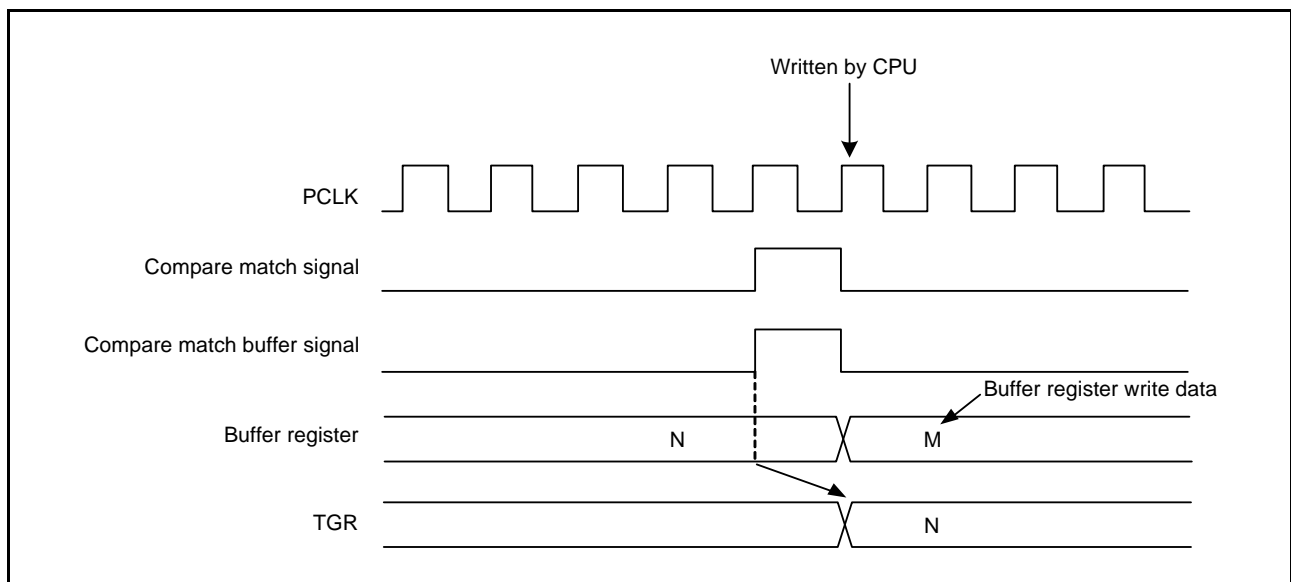 Written by CPU
PCLK
Compare match signal
Compare match buffer signal
Buffer register write data
Buffer register
N
M
TGR
N